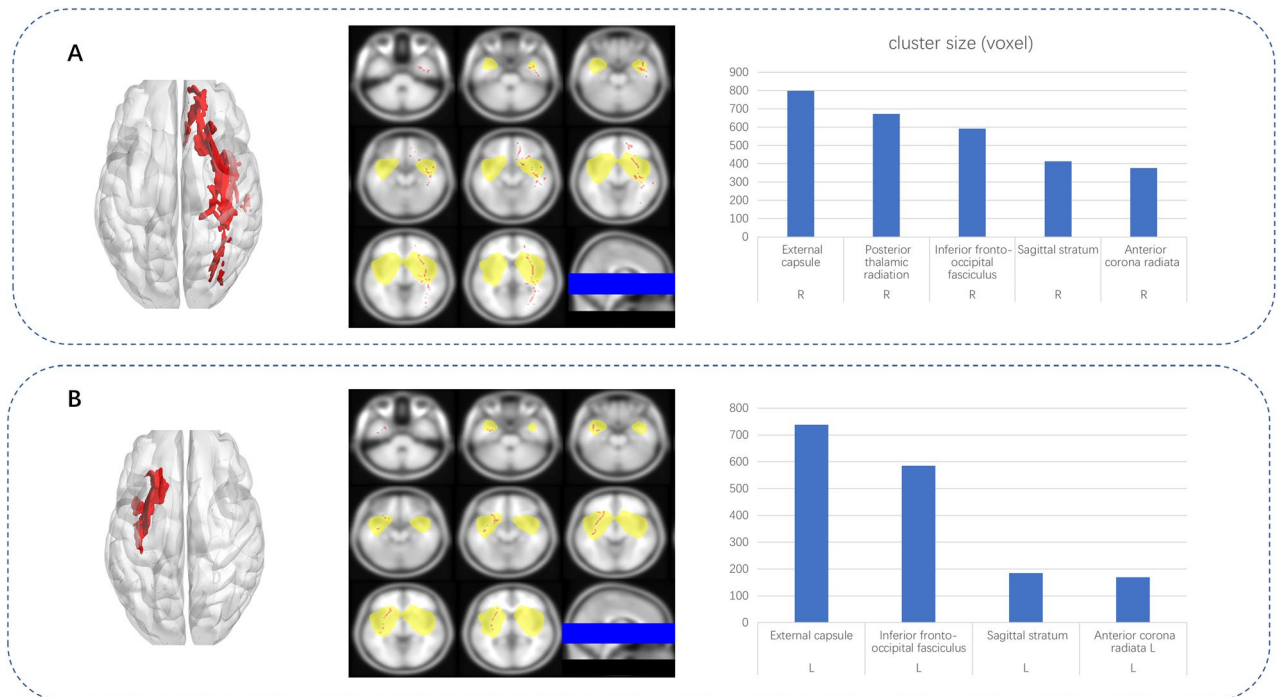 A
cluster size (voxel)
900
800
700
600
500
400
300
200
100
0
External
capsule
Posterior
thalamic
radiation
Inferior fronto-
occipital
fasciculus
Sagittal stratum
Anterior
corona radiata
R
R
R
R
R
B
800
700
600
500
400
300
200
100
0
External capsule
Inferior fronto-
occipital fasciculus
Sagittal stratum
Anterior corona
radiata L
L
L
L
L